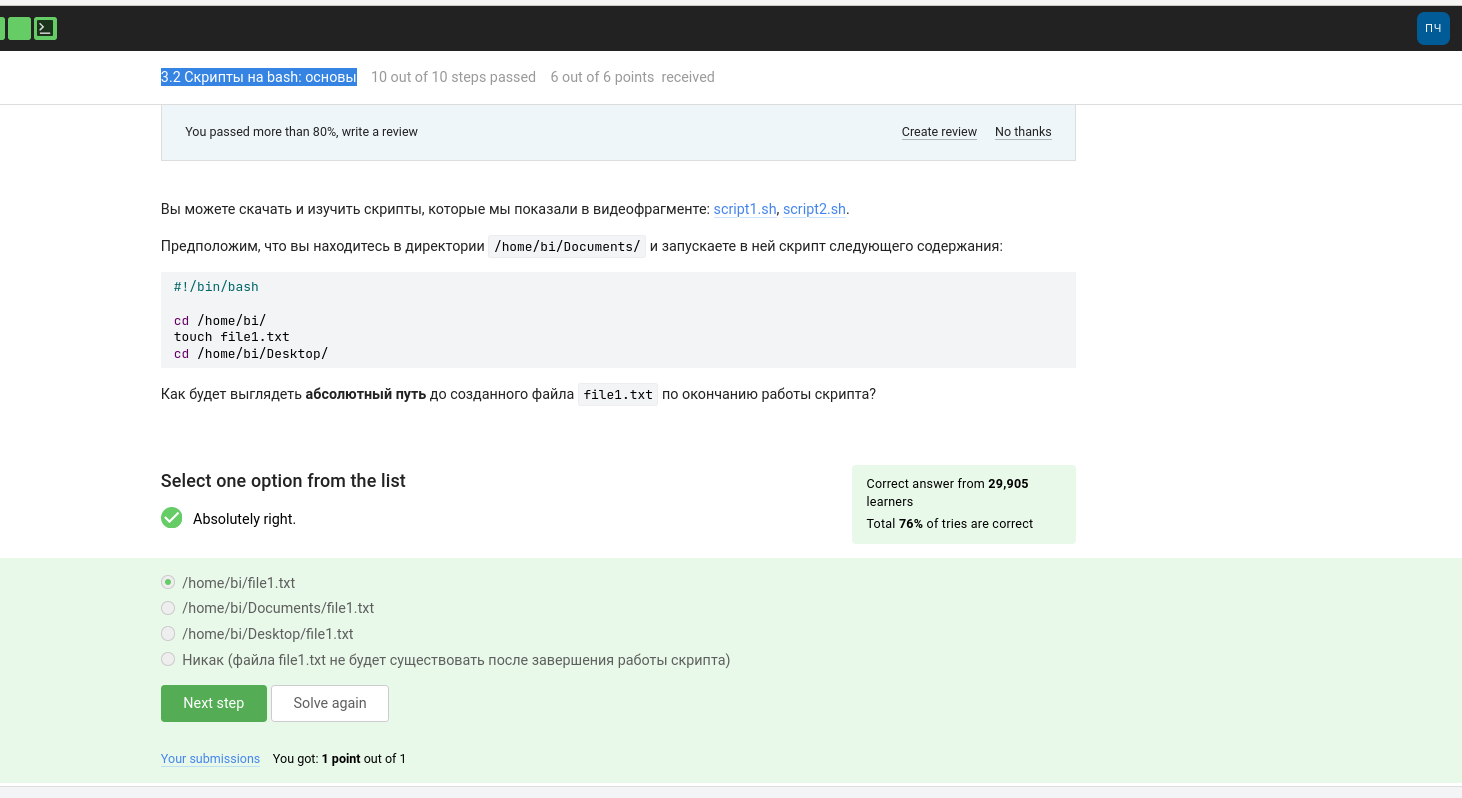 ПЧ
3.2 Скрипты на bash: основы 10 out of 10 steps passed 6 out of 6 points received
You passed more than 80%, write a review Create review No thanks
Вы можете скачать и изучить скрипты, которые мы показали в видеофрагменте: script1.sh, script2.sh.
Предположим, что вы находитесь в директории /home/bi/Documents/ и запускаете в ней скрипт следующего содержания:
#!/bin/bash
cd /home/bi/
touch file1.txt
cd /home/bi/Desktop/
Как будет выглядеть абсолютный путь до созданного файла file1.txt по окончанию работы скрипта?
Select one option from the list
Absolutely right.
Correct answer from 29,905
learners
Total 76% of tries are correct
/home/bi/file1.txt
/home/bi/Documents/file1.txt
/home/bi/Desktop/file1.txt
Никак (файла file1.txt не будет существовать после завершения работы скрипта)
Next step Solve again
Your submissions You got: 1 point out of 1